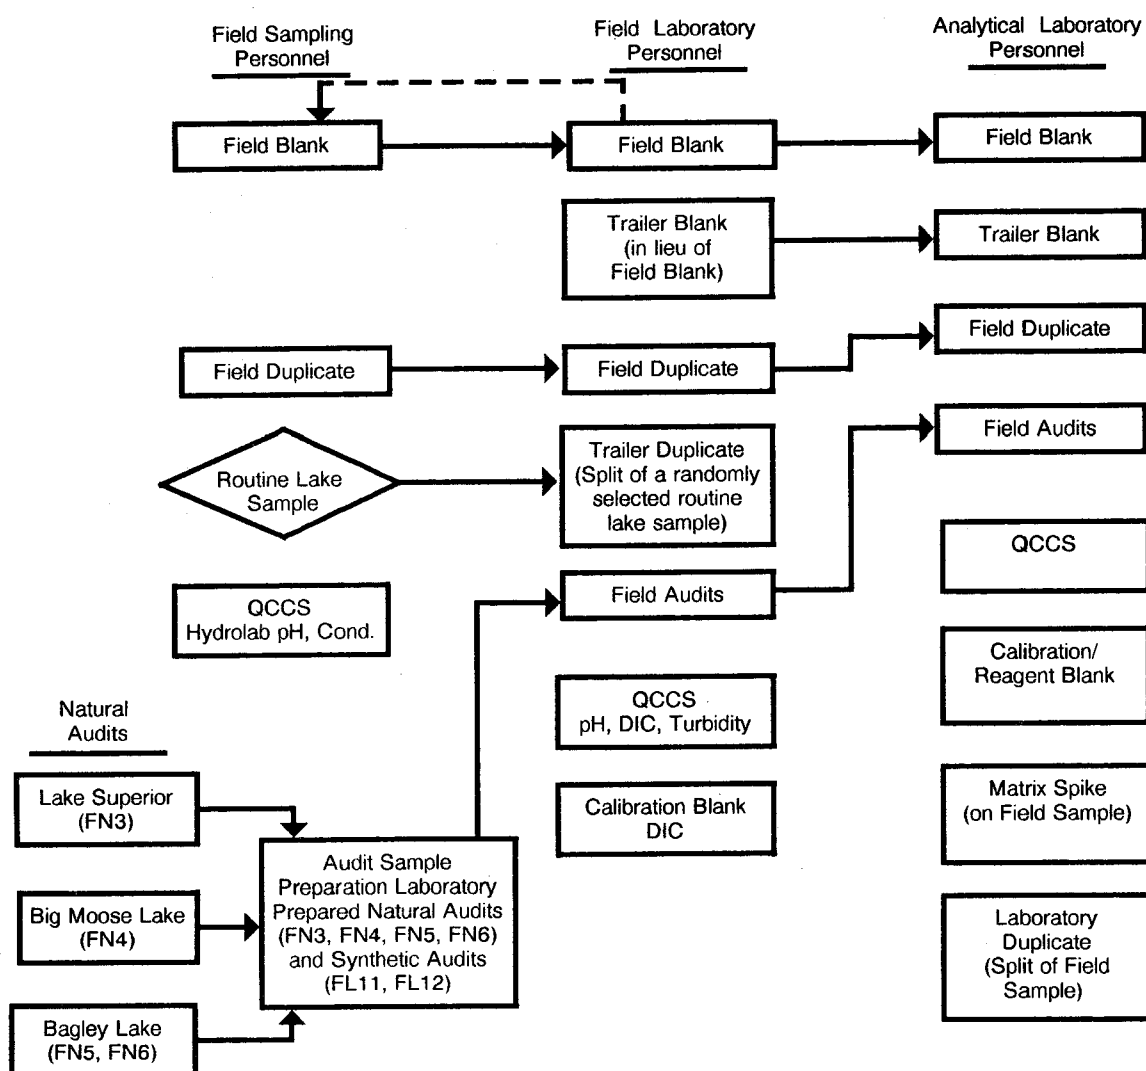 Field Sampling
Personnel
Field Laboratory
Personnel
Analytical Laboratory
Personnel
Field Blank
Field Blank
Field Blank
Trailer Blank
(in lieu of
Field Blank)
Trailer Blank
Field Duplicate
Field Duplicate
Field Duplicate
Routine Lake
Sample
Trailer Duplicate
(Split of a randomly
selected routine
lake sample)
Field Audits
QCCS
Hydrolab pH, Cond.
Field Audits
QCCS
QCCS
pH, DIC, Turbidity
Calibration/
Reagent Blank
Natural
Audits
Lake Superior
(FN3)
Calibration Blank
DIC
Matrix Spike
(on Field Sample)
Big Moose Lake
(FN4)
Audit Sample
Preparation Laboratory
Prepared Natural Audits
(FN3, FN4, FN5, FN6)
and Synthetic Audits
(FL11, FL12)
Laboratory
Duplicate
(Split of Field
Sample)
Bagley Lake
(FN5, FN6)